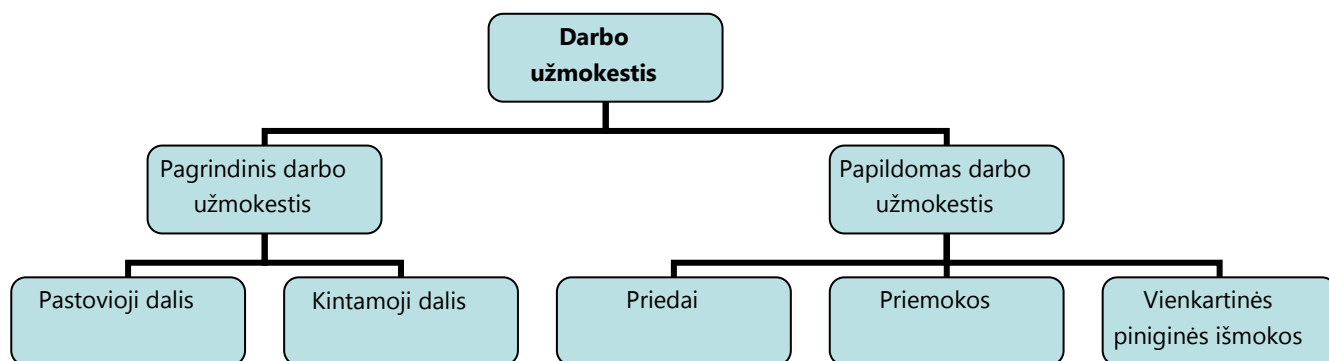 Darbo
užmokestis
Pagrindinis darbo
užmokestis
Papildomas darbo
užmokestis
Pastovioji dalis
Kintamoji dalis
Priedai
Priemokos
Vienkartinės
piniginės išmokos